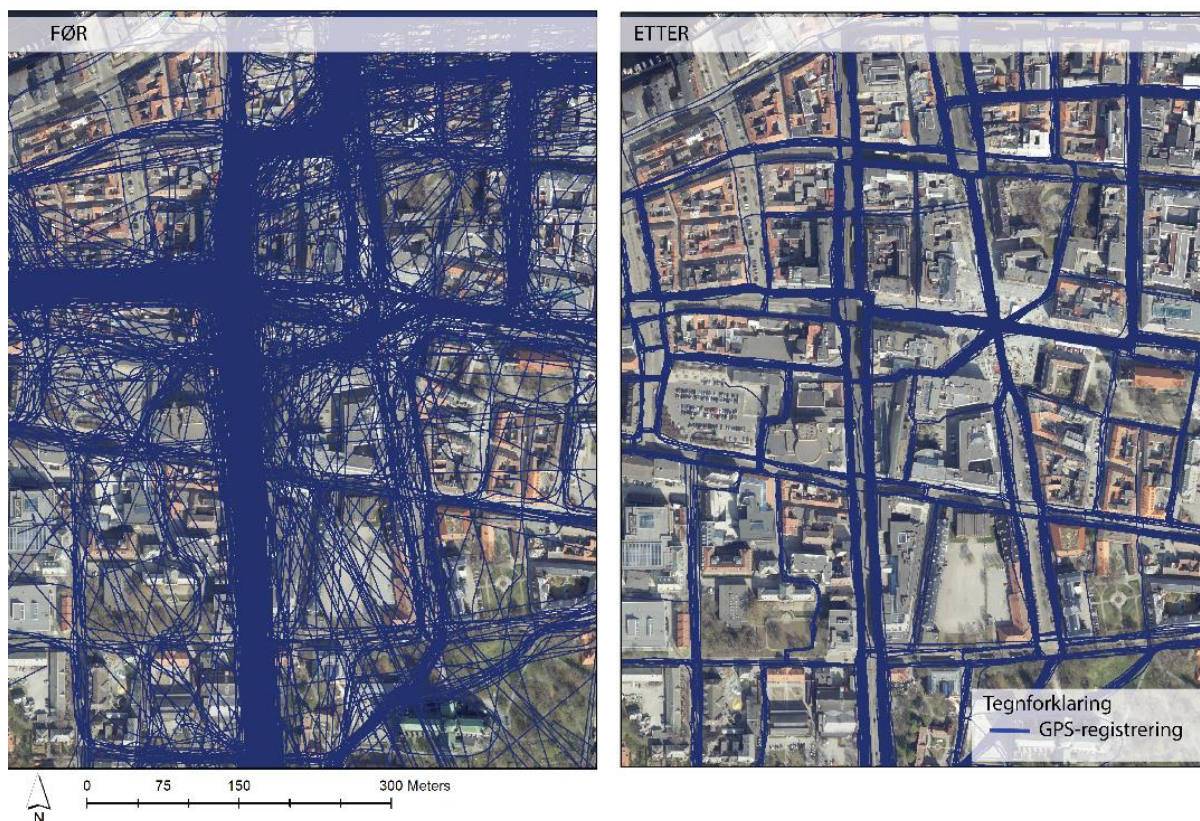 FØR
ETTER
Tegnforklaring
GPS-registrering
0 75 150 300 Meters
N